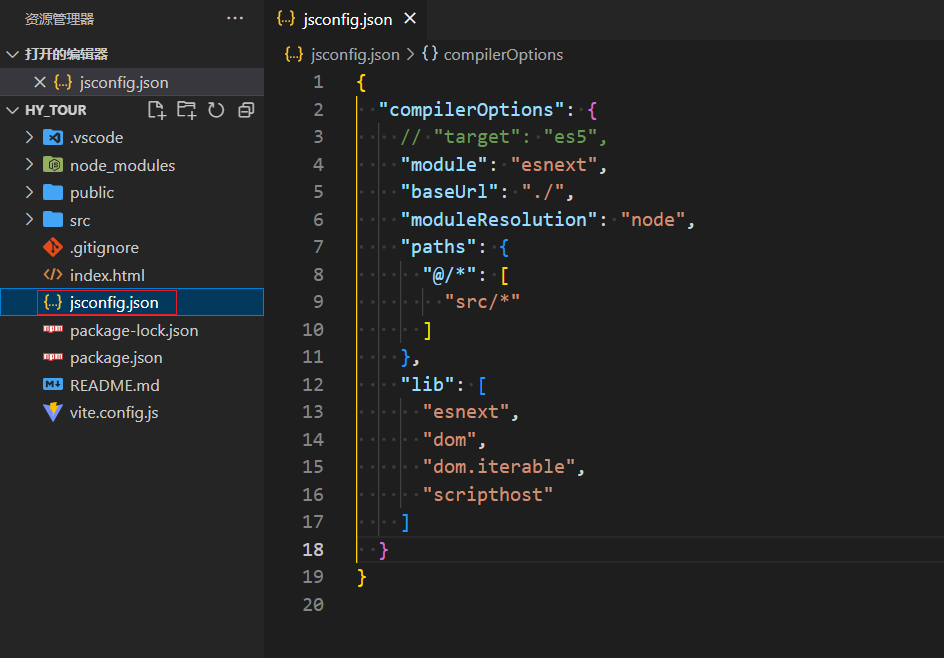 资源管理器 ···
打开的编辑器
jsconfig.json
HY_TOUR
.vscode
node_modules
public
src
.gitignore
index.html
jsconfig.json
package-lock.json
package.json
README.md
vite.config.js
{..} jsconfig.json ×
{..} jsconfig.json > {} compilerOptions
1 {
2 "compilerOptions": {
3 // "target": "es5",
4 "module": "esnext",
5 "baseUrl": "./",
6 "moduleResolution": "node",
7 "paths": {
8 "@/*": [
9 "src/*"
10 ]
11 },
12 "lib": [
13 "esnext",
14 "dom",
15 "dom.iterable",
16 "scripthost"
17 ]
18 }
19 }
20